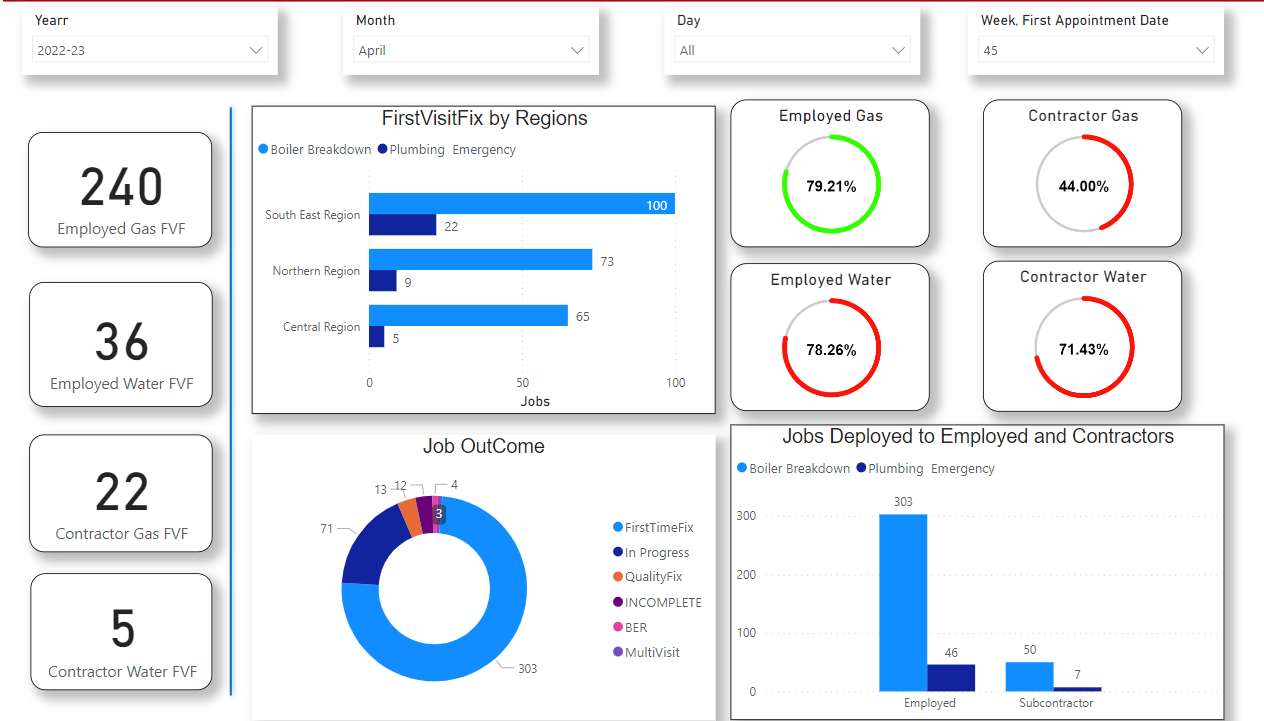 Yearr
2022-23
Month
April
Day
All
Week, First Appointment Date
45
240
Employed Gas FVF
36
Employed Water FVF
22
Contractor Gas FVF
5
Contractor Water FVF
FirstVisitFix by Regions
Boiler Breakdown Plumbing Emergency
South East Region
100
22
Northern Region
73
9
Central Region
65
5
0 50 100
Jobs
Employed Gas
79.21%
Contractor Gas
44.00%
Employed Water
78.26%
Contractor Water
71.43%
Job OutCome
13 12 4
3
71
303
FirstTimeFix
In Progress
QualityFix
INCOMPLETE
BER
MultiVisit
Jobs Deployed to Employed and Contractors
Boiler Breakdown Plumbing Emergency
300
200
100
0
303
46
50
7
Employed Subcontractor